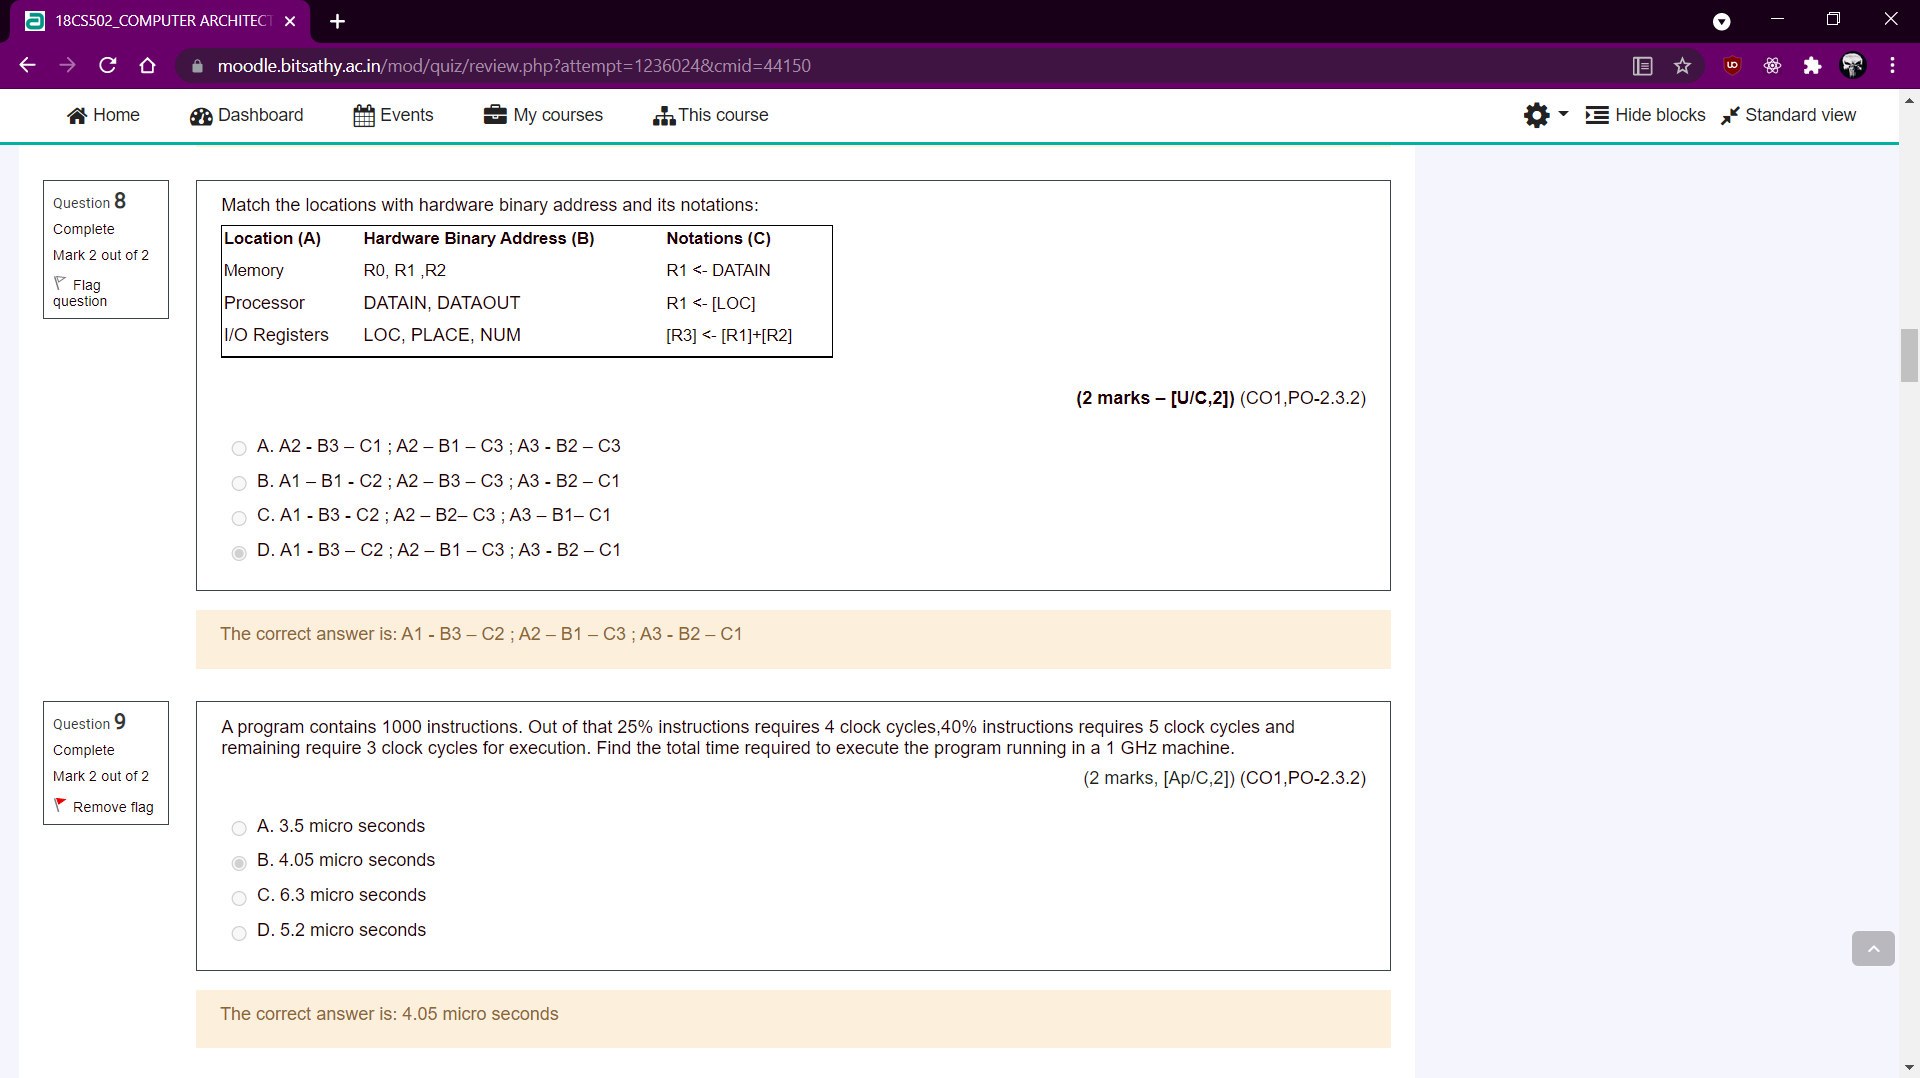 18CS502_COMPUTER ARCHITECT
moodle.bitsathy.ac.in/mod/quiz/review.php?attempt=1236024&cmid=44150
Home
Dashboard
Events
My courses
This course
Hide blocks
Standard view
Question 8
Complete
Mark 2 out of 2
Flag
question
Match the locations with hardware binary address and its notations:
Location (A) Hardware Binary Address (B) Notations (C)
Memory R0, R1 ,R2 R1 <- DATAIN
Processor DATAIN, DATAOUT R1 <- [LOC]
I/O Registers LOC, PLACE, NUM [R3] <- [R1]+[R2]
(2 marks – [U/C,2]) (CO1,PO-2.3.2)
A. A2 - B3 – C1 ; A2 – B1 – C3 ; A3 - B2 – C3
B. A1 – B1 - C2 ; A2 – B3 – C3 ; A3 - B2 – C1
C. A1 - B3 - C2 ; A2 – B2– C3 ; A3 – B1– C1
D. A1 - B3 – C2 ; A2 – B1 – C3 ; A3 - B2 – C1
The correct answer is: A1 - B3 – C2 ; A2 – B1 – C3 ; A3 - B2 – C1
Question 9
Complete
Mark 2 out of 2
Remove flag
A program contains 1000 instructions. Out of that 25% instructions requires 4 clock cycles,40% instructions requires 5 clock cycles and
remaining require 3 clock cycles for execution. Find the total time required to execute the program running in a 1 GHz machine.
(2 marks, [Ap/C,2]) (CO1,PO-2.3.2)
A. 3.5 micro seconds
B. 4.05 micro seconds
C. 6.3 micro seconds
D. 5.2 micro seconds
The correct answer is: 4.05 micro seconds